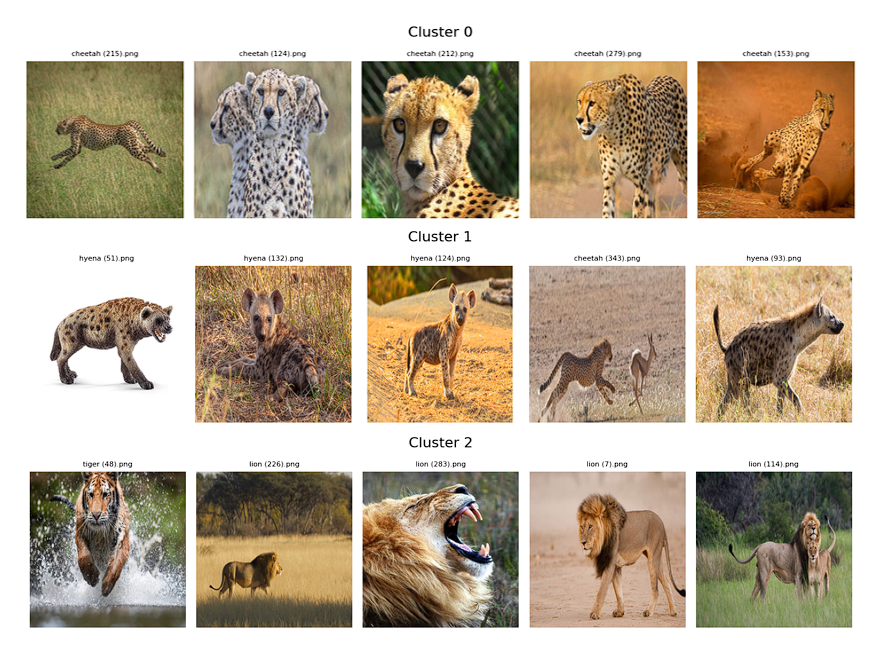 Cluster 0
cheetah (215).png
cheetah (124).png
cheetah (212).png
cheetah (279).png
cheetah (153).png
Cluster 1
hyena (51).png
hyena (132).png
hyena (124).png
cheetah (343).png
hyena (93).png
Cluster 2
tiger (48).png
lion (226).png
lion (283).png
lion (7).png
lion (114).png